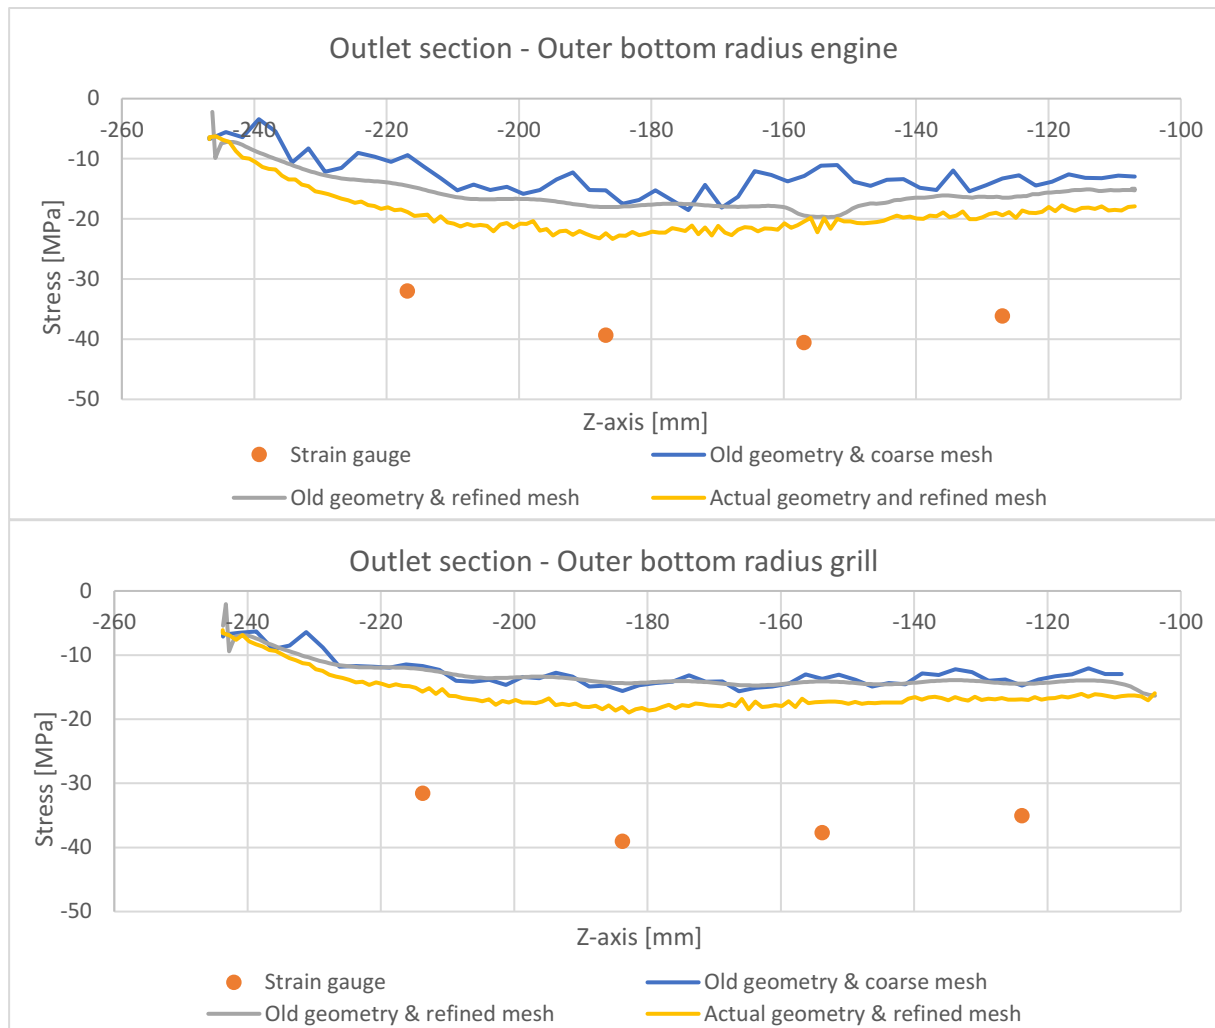 Outlet section - Outer bottom radius engine
0
-260 -240 -220 -200 -180 -160 -140 -120 -100
-10
-20
-30
-40
-50
Stress [MPa]
Z-axis [mm]
Strain gauge Old geometry & coarse mesh
Old geometry & refined mesh Actual geometry and refined mesh
Outlet section - Outer bottom radius grill
0
-260 -240 -220 -200 -180 -160 -140 -120 -100
-10
-20
-30
-40
-50
Stress [MPa]
Z-axis [mm]
Strain gauge Old geometry & coarse mesh
Old geometry & refined mesh Actual geometry & refined mesh